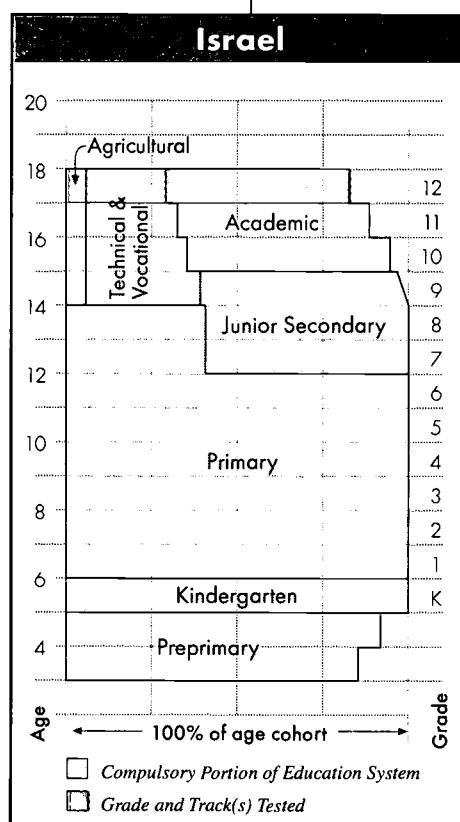 Israel
20
18
16
14
12
10
8
6
4
Age
Agricultural
Technical &
Vocational
Academic
Junior Secondary
Primary
Kindergarten
Preprimary
12
11
10
9
8
7
6
5
4
3
2
1
K
Grade
100% of age cohort
Compulsory Portion of Education System
Grade and Track(s) Tested